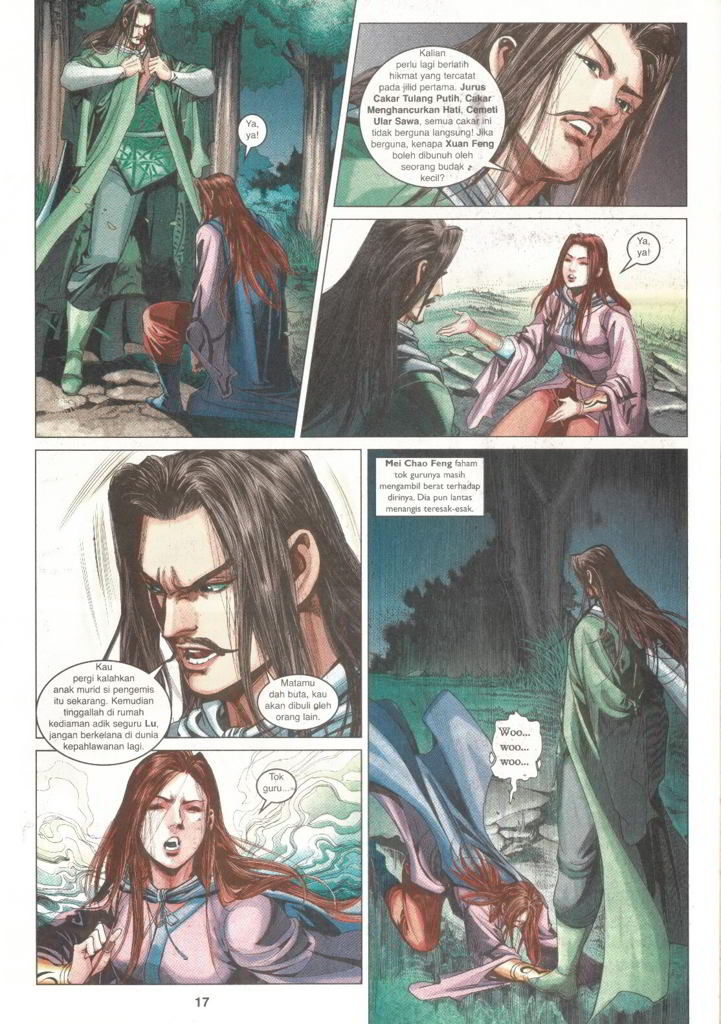 Ya,
ya!
Kalian
perlu lagi berlatih
hikmat yang tercatat
pada jilid pertama. Jurus
Cakar Tulang Putih, Cakar
Menghancurkan Hati, Cemeti
Ular Sawa, semua cakar ini
tidak berguna langsung! Jika
berguna, kenapa Xuan Feng
boleh dibunuh oleh
seorang budak
kecil?
Ya,
ya!
Kau
pergi kalahkan
anak murid si pengemis
itu sekarang. Kemudian
tinggallah di rumah
kediaman adik seguru Lu,
jangan berkelana di dunia
kepahlawanan lagi.
Matamu
dah buta, kau
akan dibuli oleh
orang lain.
Tok
guru...
Mei Chao Feng faham
tok gurunya masih
mengambil berat terhadap
dirinya. Dia pun lantas
menangis teresak-esak.
Woo...
woo...
woo...
17